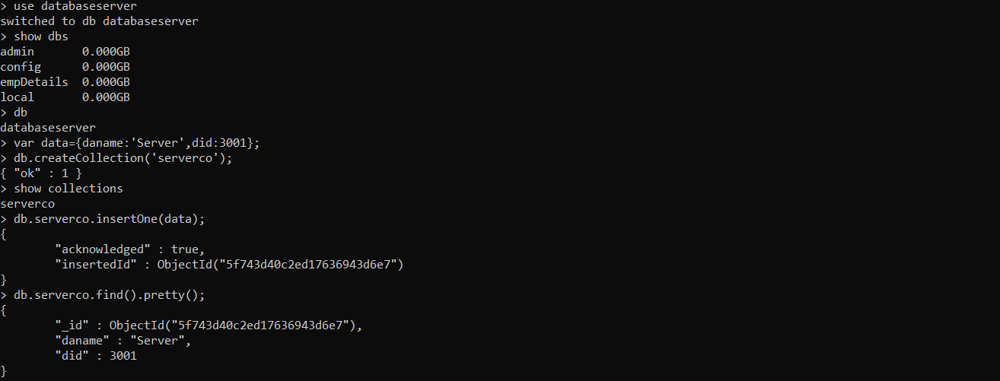 > use databaseserver
switched to db databaseserver
> show dbs
admin       0.000GB
config      0.000GB
empDetails  0.000GB
local       0.000GB
> db
databaseserver
> var data={daname:'Server',did:3001};
> db.createCollection('serverco');
{ "ok" : 1 }
> show collections
serverco
> db.serverco.insertOne(data);
{
        "acknowledged" : true,
        "insertedId" : ObjectId("5f743d40c2ed17636943d6e7")
}
> db.serverco.find().pretty();
{
        "_id" : ObjectId("5f743d40c2ed17636943d6e7"),
        "daname" : "Server",
        "did" : 3001
}